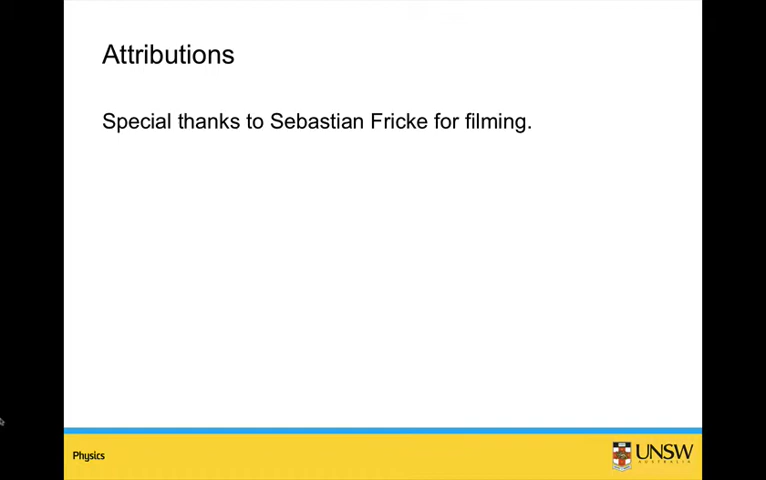 Attributions
Special thanks to Sebastian Fricke for filming.
Physics
UNSW
AUSTRALIA